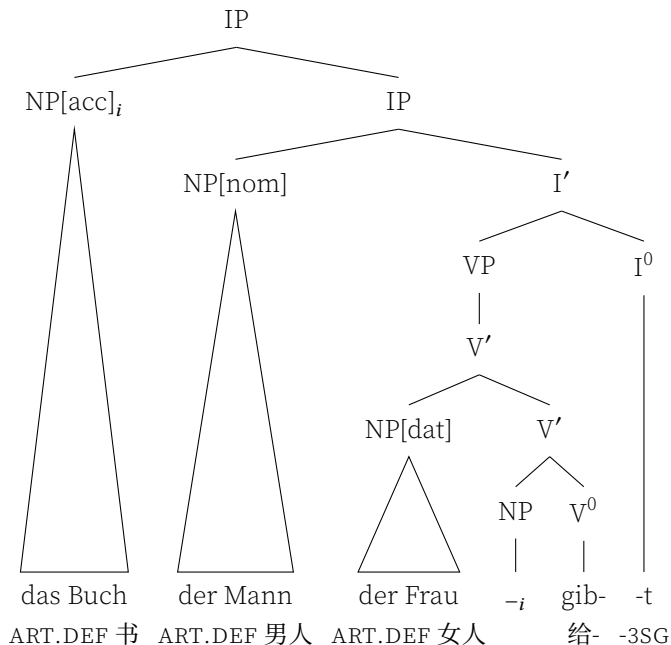 IP
NP[acc]i IP
NP[nom] I′
VP I0
V′
NP[dat] V′
NP V0
das Buch der Mann der Frau –i gib- -t
ART.DEF 书 ART.DEF 男人 ART.DEF 女人 给- -3SG